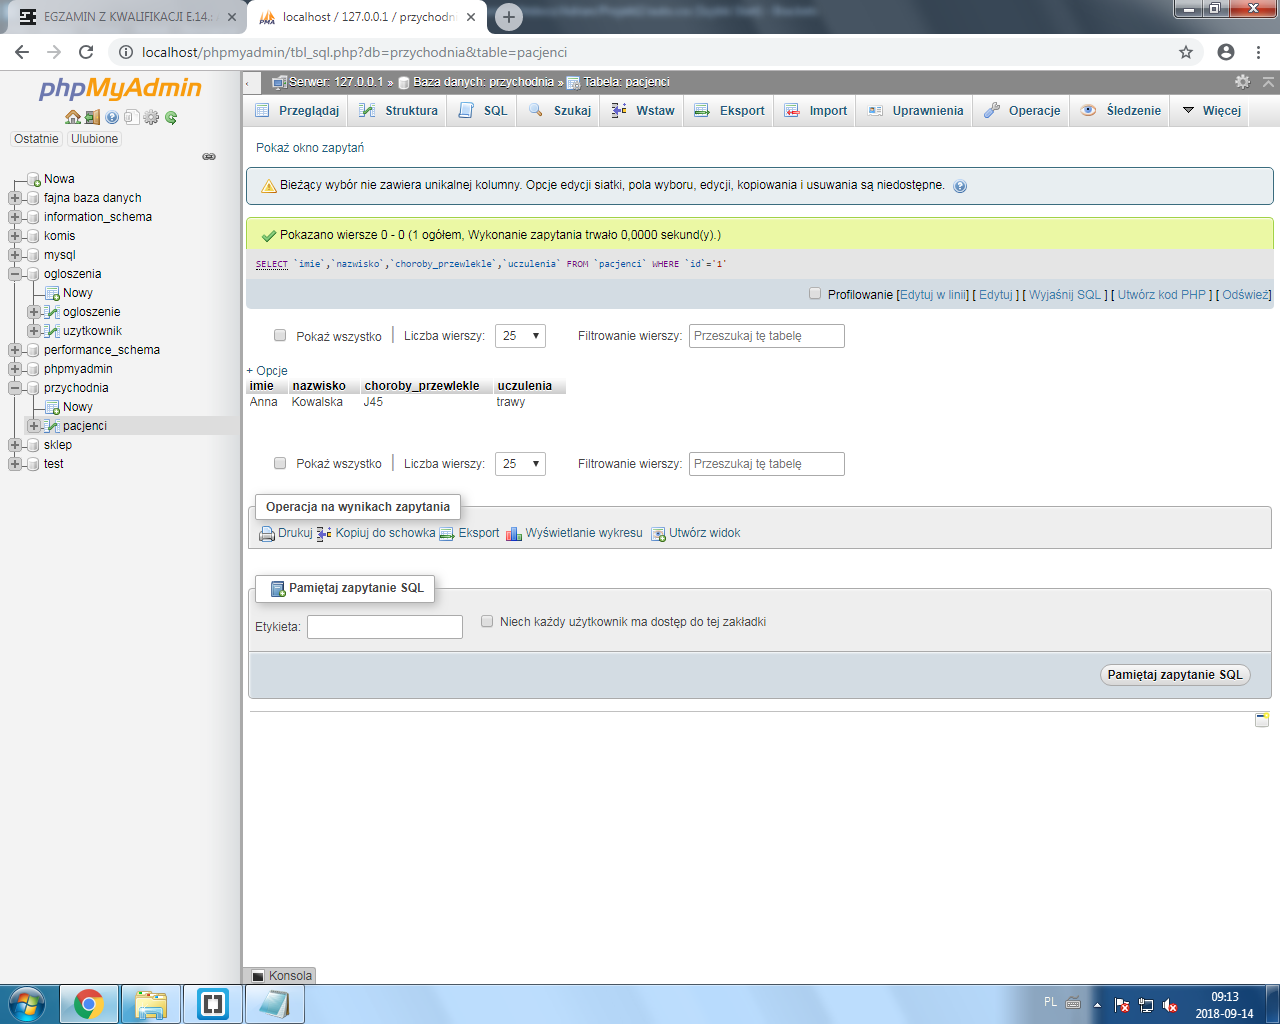 EGZAMIN Z KWALIFIKACJI E.14
localhost / 127.0.0.1 / przychodni
localhost/phpmyadmin/tbl_sql.php?db=przychodnia&table=pacjenci
phpMyAdmin
Ostatnie Ulubione
Nowa
fajna baza danych
information_schema
komis
mysql
ogloszenia
Nowy
ogloszenie
uzytkownik
performance_schema
phpmyadmin
przychodnia
Nowy
pacjenci
sklep
test
Serwer: 127.0.0.1 » Baza danych: przychodnia » Tabela: pacjenci
Przeglądaj Struktura SQL Szukaj Wstaw Eksport Import Uprawnienia Operacje Śledzenie Więcej
Pokaż okno zapytań
Bieżący wybór nie zawiera unikalnej kolumny. Opcje edycji siatki, pola wyboru, edycji, kopiowania i usuwania są niedostępne.
Pokazano wiersze 0 - 0 (1 ogółem, Wykonanie zapytania trwało 0,0000 sekund(y).)
SELECT `imie`,`nazwisko`,`choroby_przewlekle`,`uczulenia` FROM `pacjenci` WHERE `id`='1'
Profilowanie [Edytuj w linii] [ Edytuj ] [ Wyjaśnij SQL ] [ Utwórz kod PHP ] [ Odśwież]
Pokaż wszystko Liczba wierszy: 25 Filtrowanie wierszy: Przeszukaj tę tabelę
+ Opcje
imie nazwisko choroby_przewlekle uczulenia
Anna Kowalska J45 trawy
Pokaż wszystko Liczba wierszy: 25 Filtrowanie wierszy: Przeszukaj tę tabelę
Operacja na wynikach zapytania
Drukuj Kopiuj do schowka Eksport Wyświetlanie wykresu Utwórz widok
Pamiętaj zapytanie SQL
Etykieta: Niech każdy użytkownik ma dostęp do tej zakładki
Pamiętaj zapytanie SQL
Konsola
PL
09:13
2018-09-14